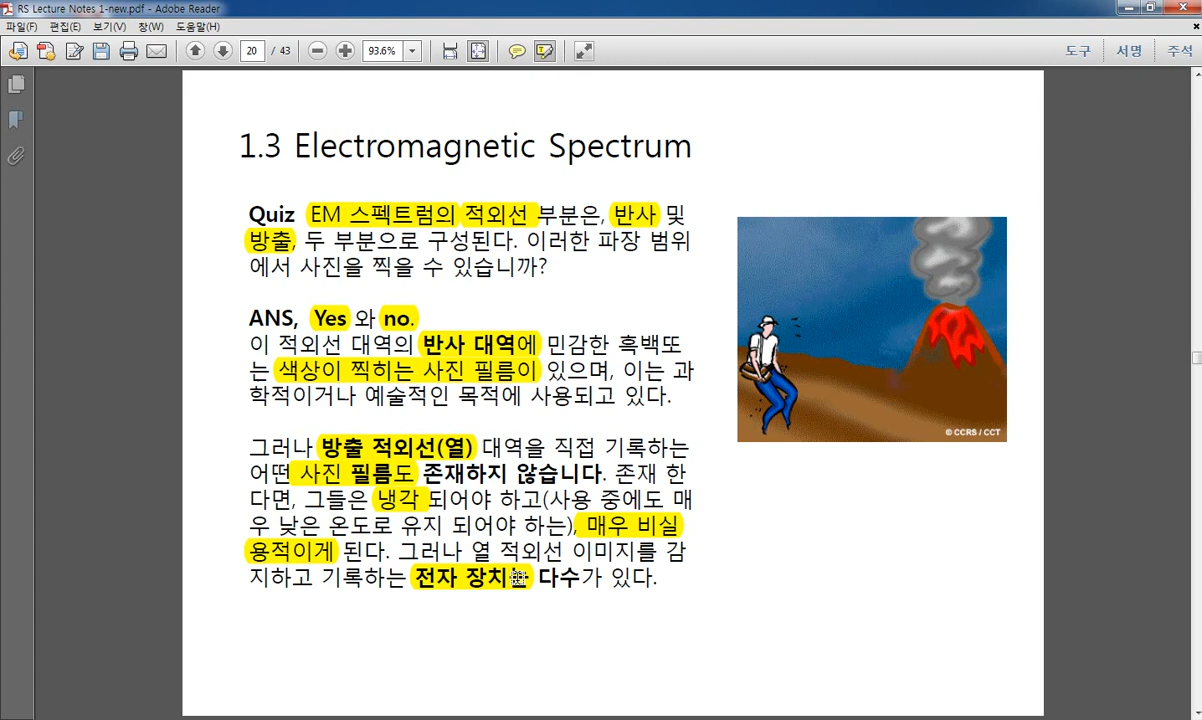 RS Lecture Notes 1-new.pdf - Adobe Reader
파일(F) 편집(E) 보기(V) 창(W) 도움말(H)
20 / 43 93.6% 도구 서명 주석
1.3 Electromagnetic Spectrum
Quiz EM 스펙트럼의 적외선 부분은, 반사 및
방출, 두 부분으로 구성된다. 이러한 파장 범위
에서 사진을 찍을 수 있습니까?
ANS, Yes 와 no.
이 적외선 대역의 반사 대역에 민감한 흑백또
는 색상이 찍히는 사진 필름이 있으며, 이는 과
학적이거나 예술적인 목적에 사용되고 있다.
그러나 방출 적외선(열) 대역을 직접 기록하는
어떤 사진 필름도 존재하지 않습니다. 존재 한
다면, 그들은 냉각 되어야 하고(사용 중에도 매
우 낮은 온도로 유지 되어야 하는), 매우 비실
용적이게 된다. 그러나 열 적외선 이미지를 감
지하고 기록하는 전자 장치는 다수가 있다.
© CCRS / CCT